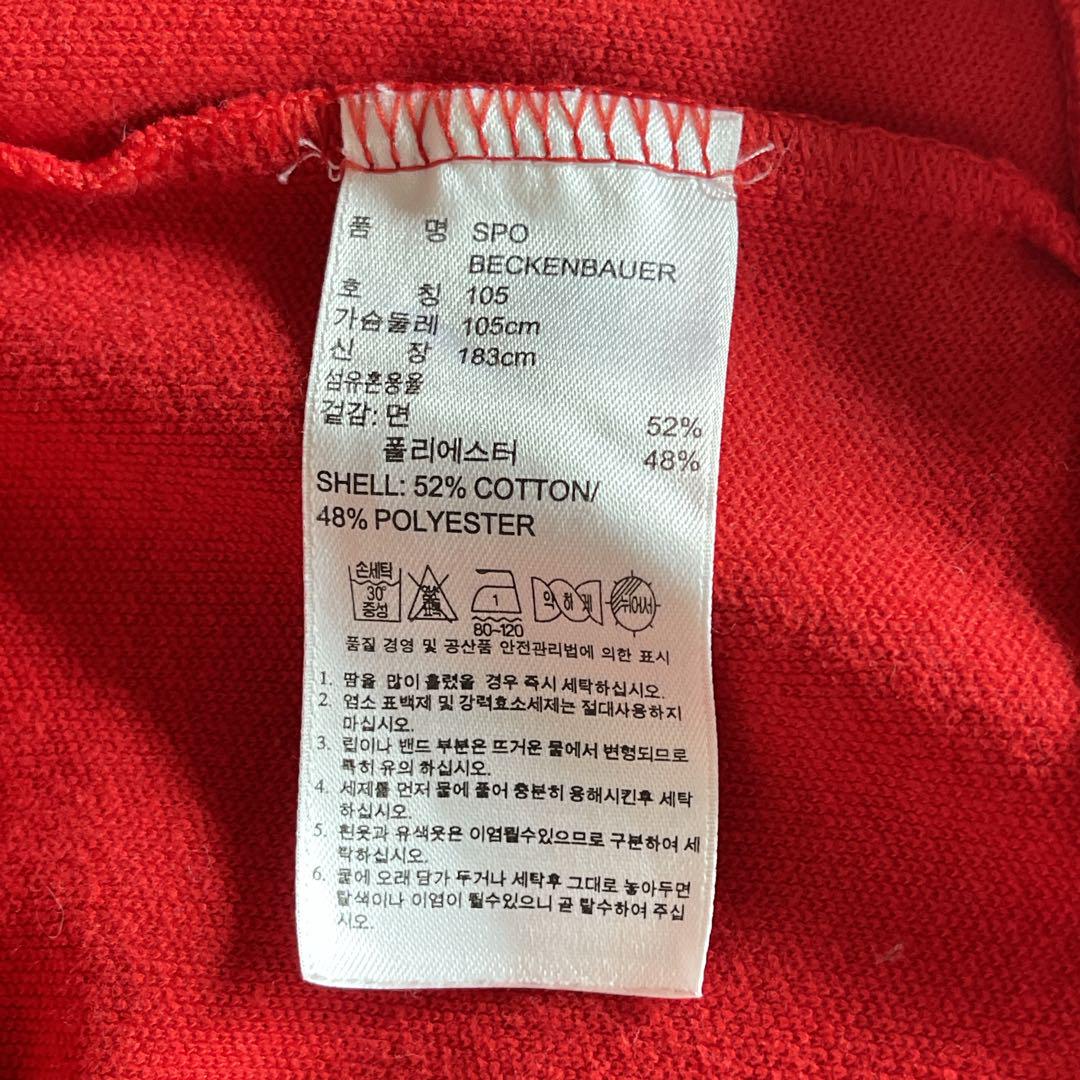 품 명 SPO
BECKENBAUER
호 칭 105
가슴둘레 105cm
신 장 183cm
섬유혼용율
겉감: 면 52%
폴리에스터 48%
SHELL: 52% COTTON/
48% POLYESTER
손세탁
30°
중성
염소
표백
1
80~120
약하게
뉘어서
품질 경영 및 공산품 안전관리법에 의한 표시
1. 땀을 많이 흘렸을 경우 즉시 세탁하십시오.
2. 염소 표백제 및 강력효소세제는 절대사용하지
마십시오.
3. 립이나 밴드 부분은 뜨거운 물에서 변형되므로
특히 유의 하십시오.
4. 세제를 먼저 물에 풀어 충분히 용해시킨후 세탁
하십시오.
5. 흰옷과 유색옷은 이염될수있으므로 구분하여 세
탁하십시오.
6. 물에 오래 담가 두거나 세탁후 그대로 놓아두면
탈색이나 이염이 될수있으니 곧 탈수하여 주십
시오.